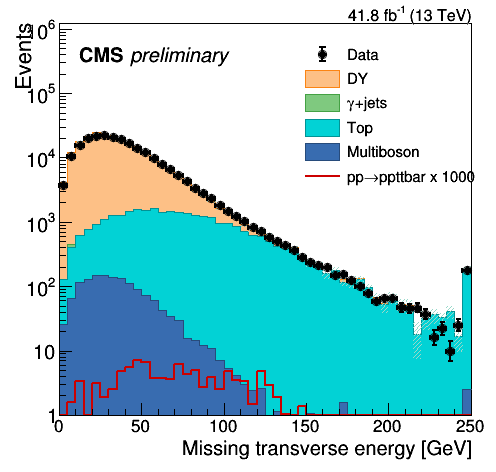 41.8 fb⁻¹ (13 TeV)
Events
CMS preliminary
Data
DY
γ+jets
Top
Multiboson
pp→ppttbar x 1000
10⁶
10⁵
10⁴
10³
10²
10
1
0 50 100 150 200 250
Missing transverse energy [GeV]